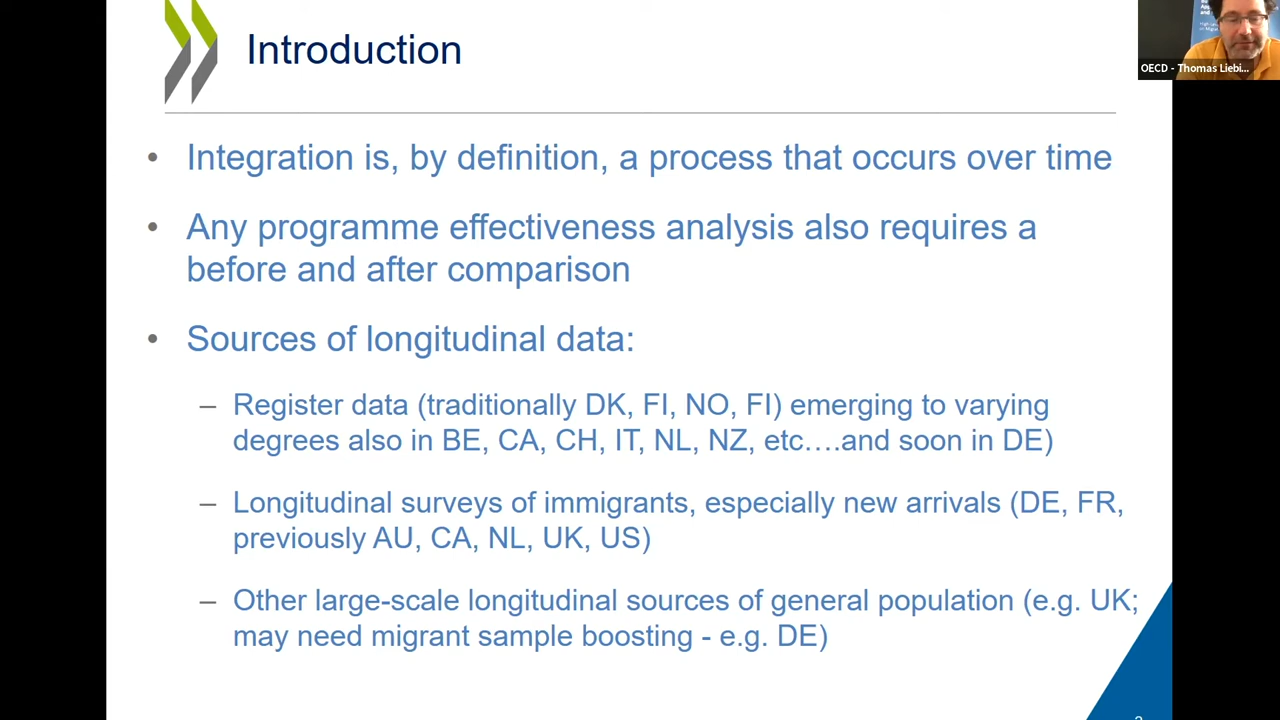 Introduction
OECD - Thomas Liebi...
• Integration is, by definition, a process that occurs over time
• Any programme effectiveness analysis also requires a
before and after comparison
• Sources of longitudinal data:
– Register data (traditionally DK, FI, NO, FI) emerging to varying
degrees also in BE, CA, CH, IT, NL, NZ, etc….and soon in DE)
– Longitudinal surveys of immigrants, especially new arrivals (DE, FR,
previously AU, CA, NL, UK, US)
– Other large-scale longitudinal sources of general population (e.g. UK;
may need migrant sample boosting - e.g. DE)